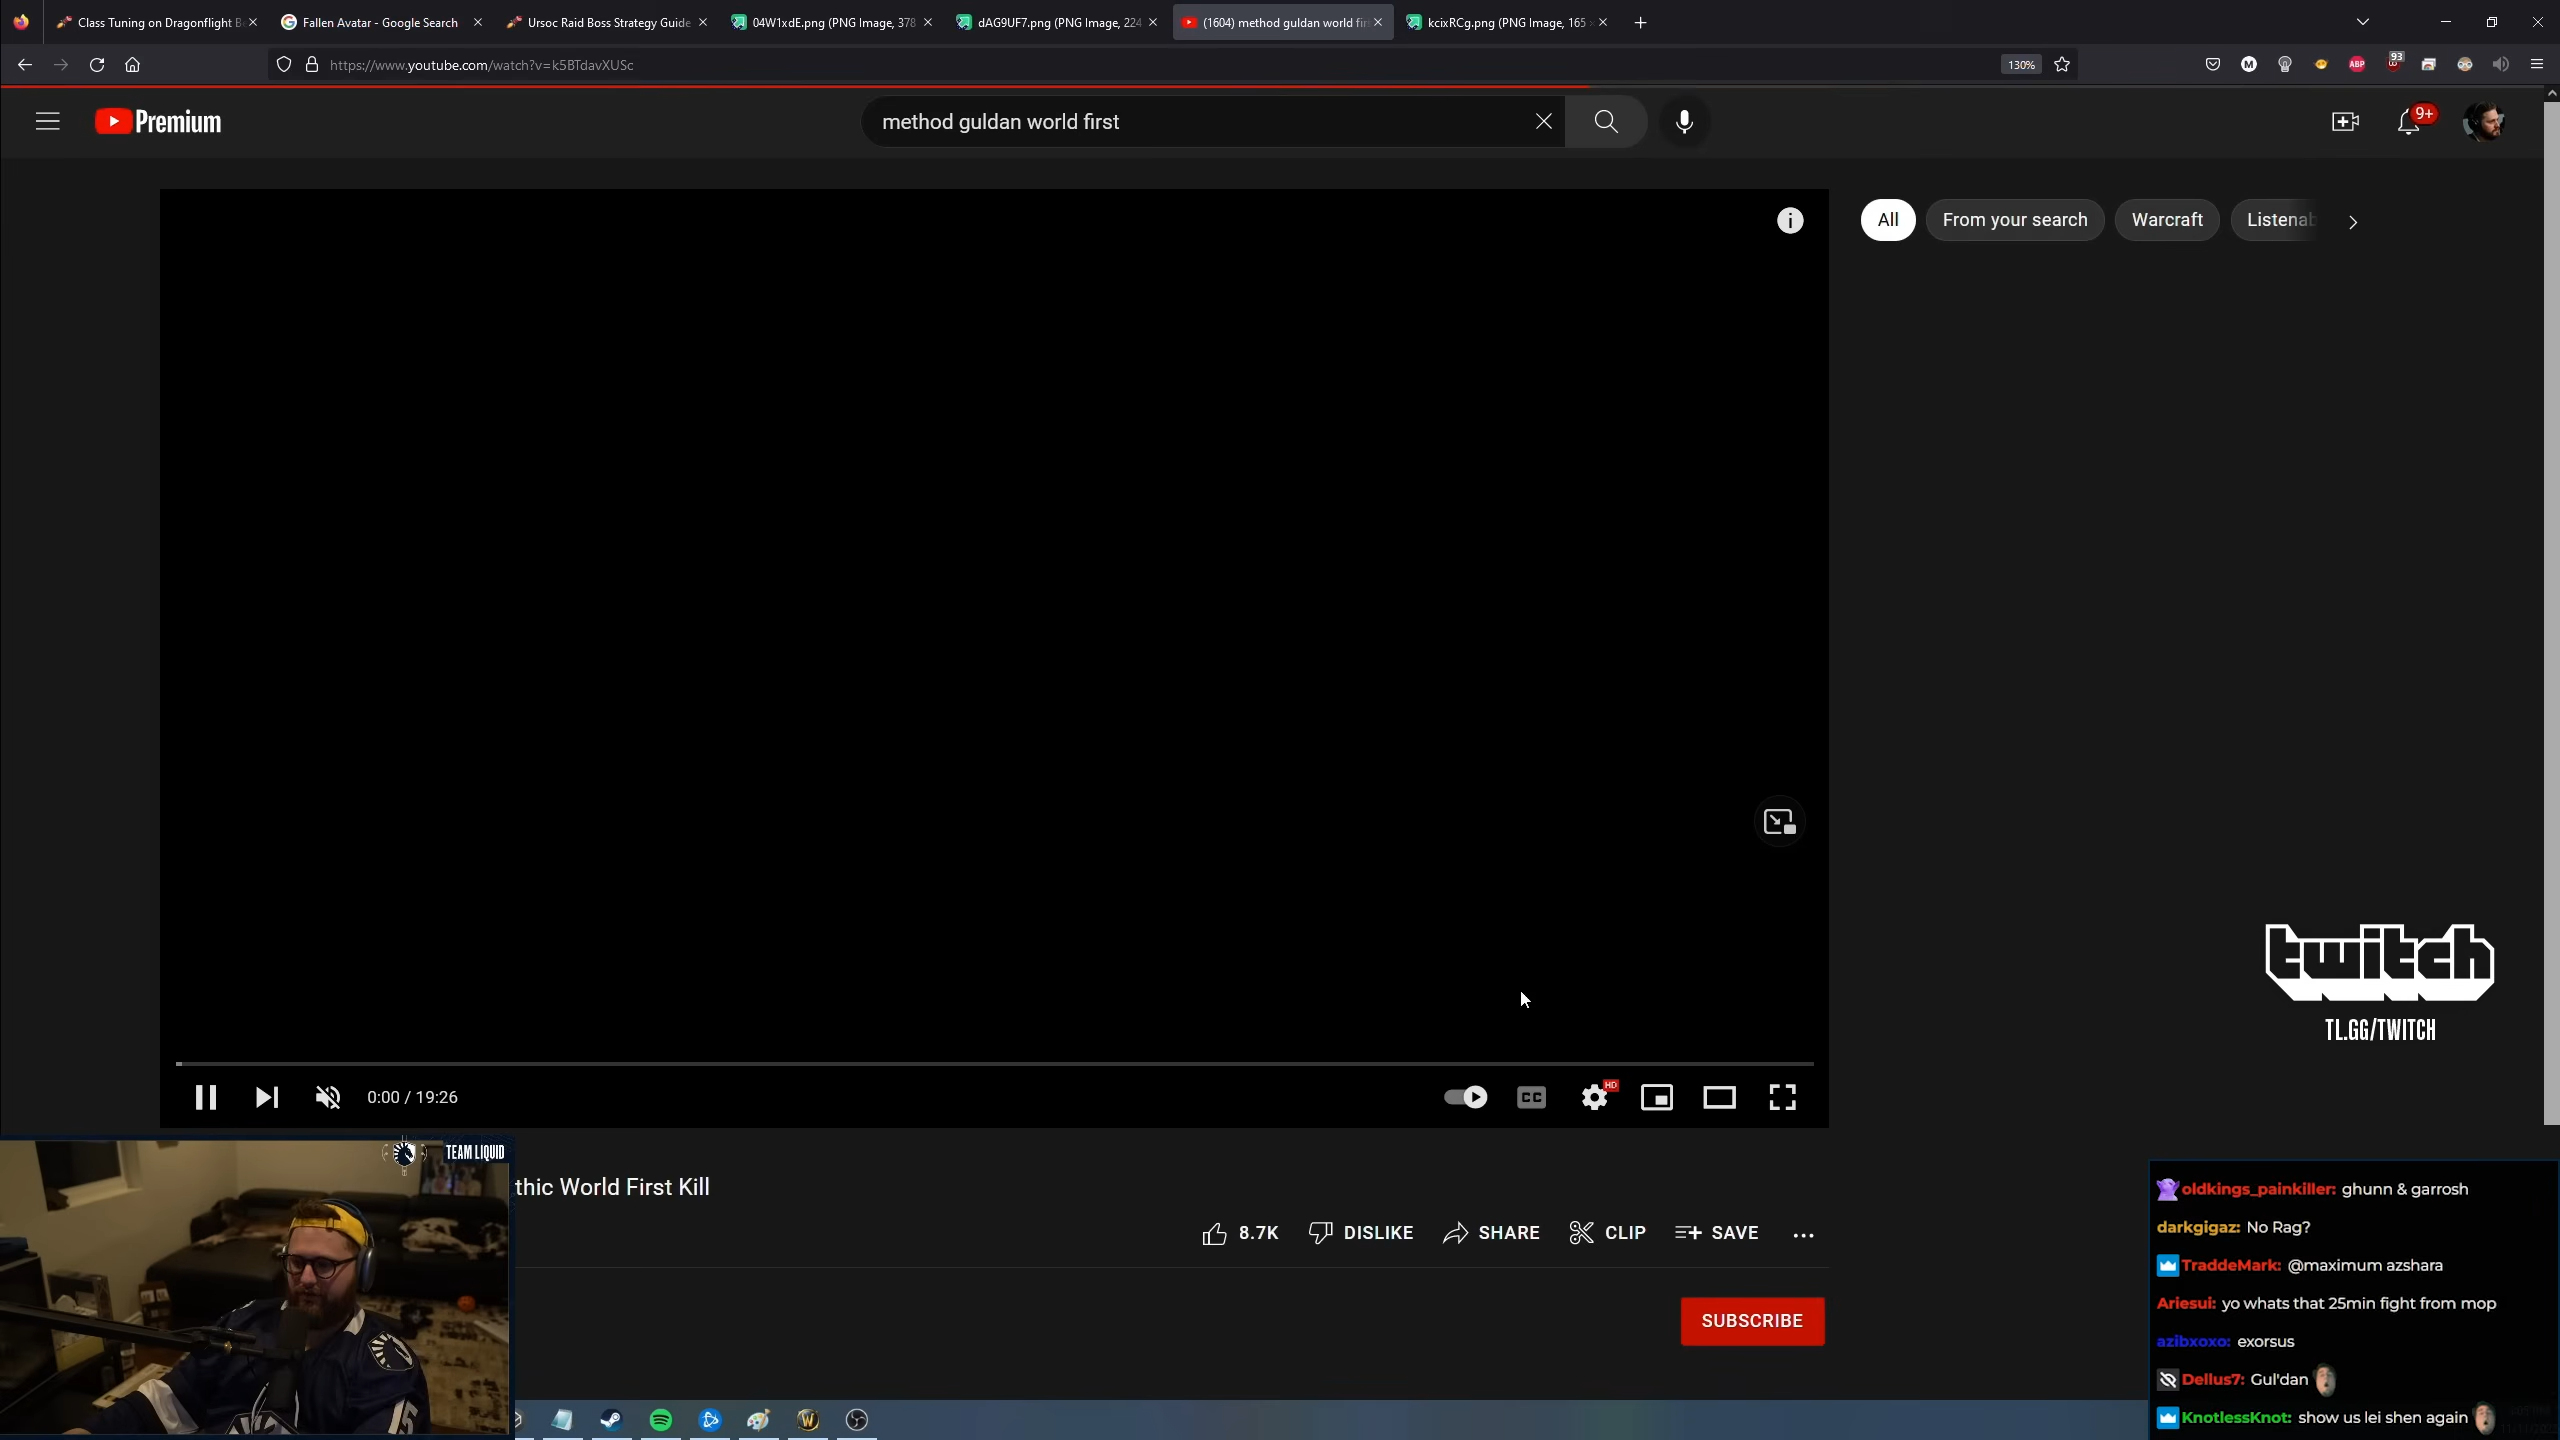 Class Tuning on Dragonflight B
Fallen Avatar - Google Search
Ursoc Raid Boss Strategy Guide
04W1xdE.png (PNG Image, 378
dAG9UF7.png (PNG Image, 224
(1604) method guldan world fir
kcixRCg.png (PNG Image, 165
https://www.youtube.com/watch?v=k5BTdavXUSc
130%
M
ABP
93
Premium
method guldan world first
9+
i
All
From your search
Warcraft
Listenab
twitch
TL.GG/TWITCH
0:00 / 19:26
CC
HD
TEAM LIQUID
thic World First Kill
8.7K
DISLIKE
SHARE
CLIP
SAVE
SUBSCRIBE
oldkings_painkiller: ghunn & garrosh
darkgigaz: No Rag?
TraddeMark: @maximum azshara
Ariesui: yo whats that 25min fight from mop
azibxoxo: exorsus
Dellus7: Gul'dan
KnotlessKnot: show us lei shen again